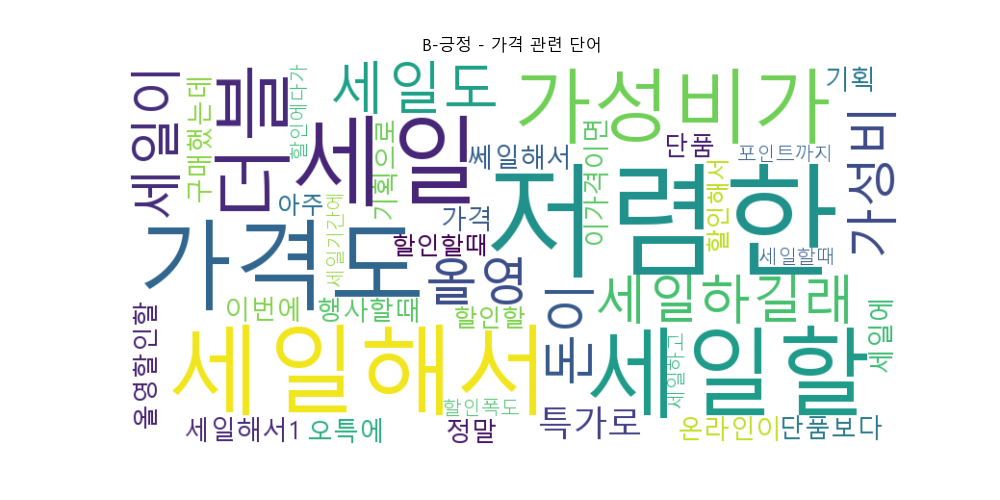 B-긍정 - 가격 관련 단어
세일이
구매했는데
더블
할인에다가
세일도
세일
가성비가
기획
단품
포인트까지
쎄일해서
기획으로
이가격이면
할인해서
가성비
아주
세일기간에
가격
할인할때
저렴한
세일할때
가격도
올영
이번에
행사할때
할인할
돈이
세일하길래
세일에
올영할인할
세일해서
세일할
세일하고
할인폭도
세일해서1
오특에
정말
특가로
온라인이
단품보다